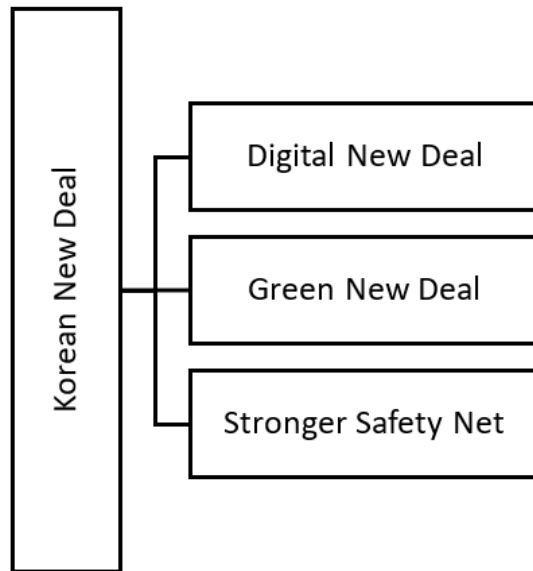 Korean New Deal
Digital New Deal
Green New Deal
Stronger Safety Net